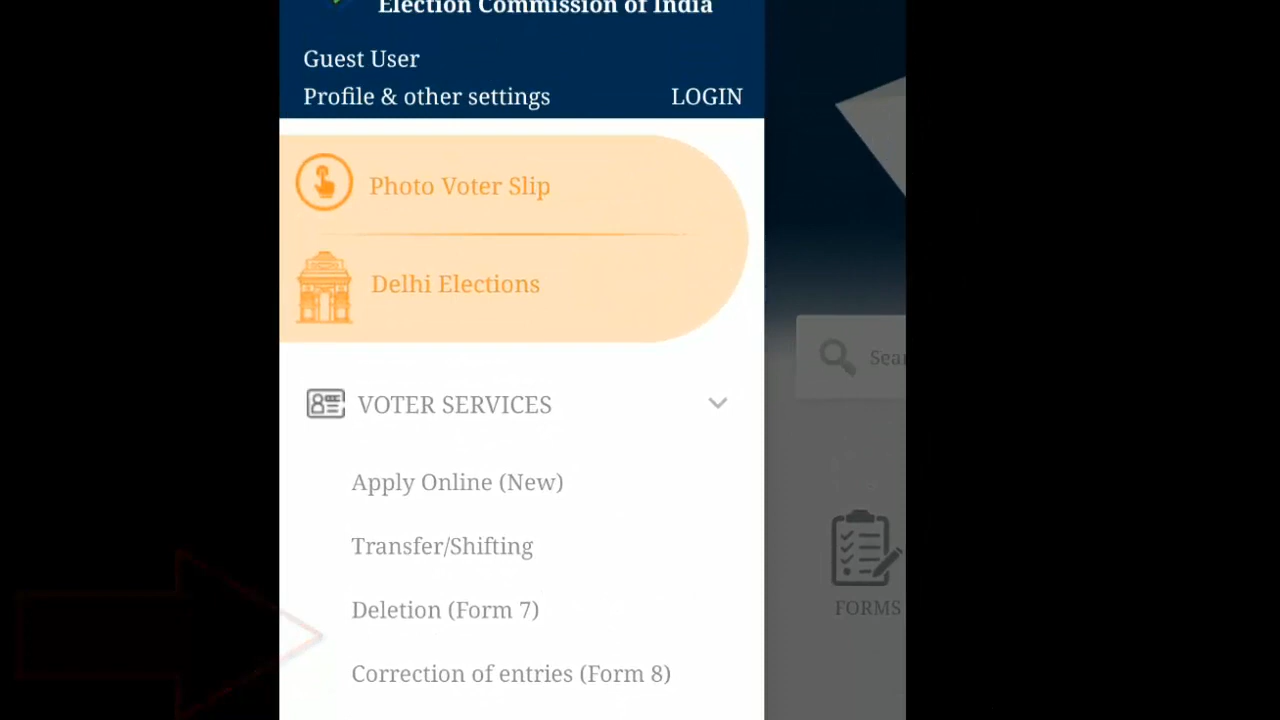 Election Commission of India
Guest User
Profile & other settings
LOGIN
Photo Voter Slip
Delhi Elections
VOTER SERVICES
Apply Online (New)
Transfer/Shifting
Deletion (Form 7)
Correction of entries (Form 8)
FORMS